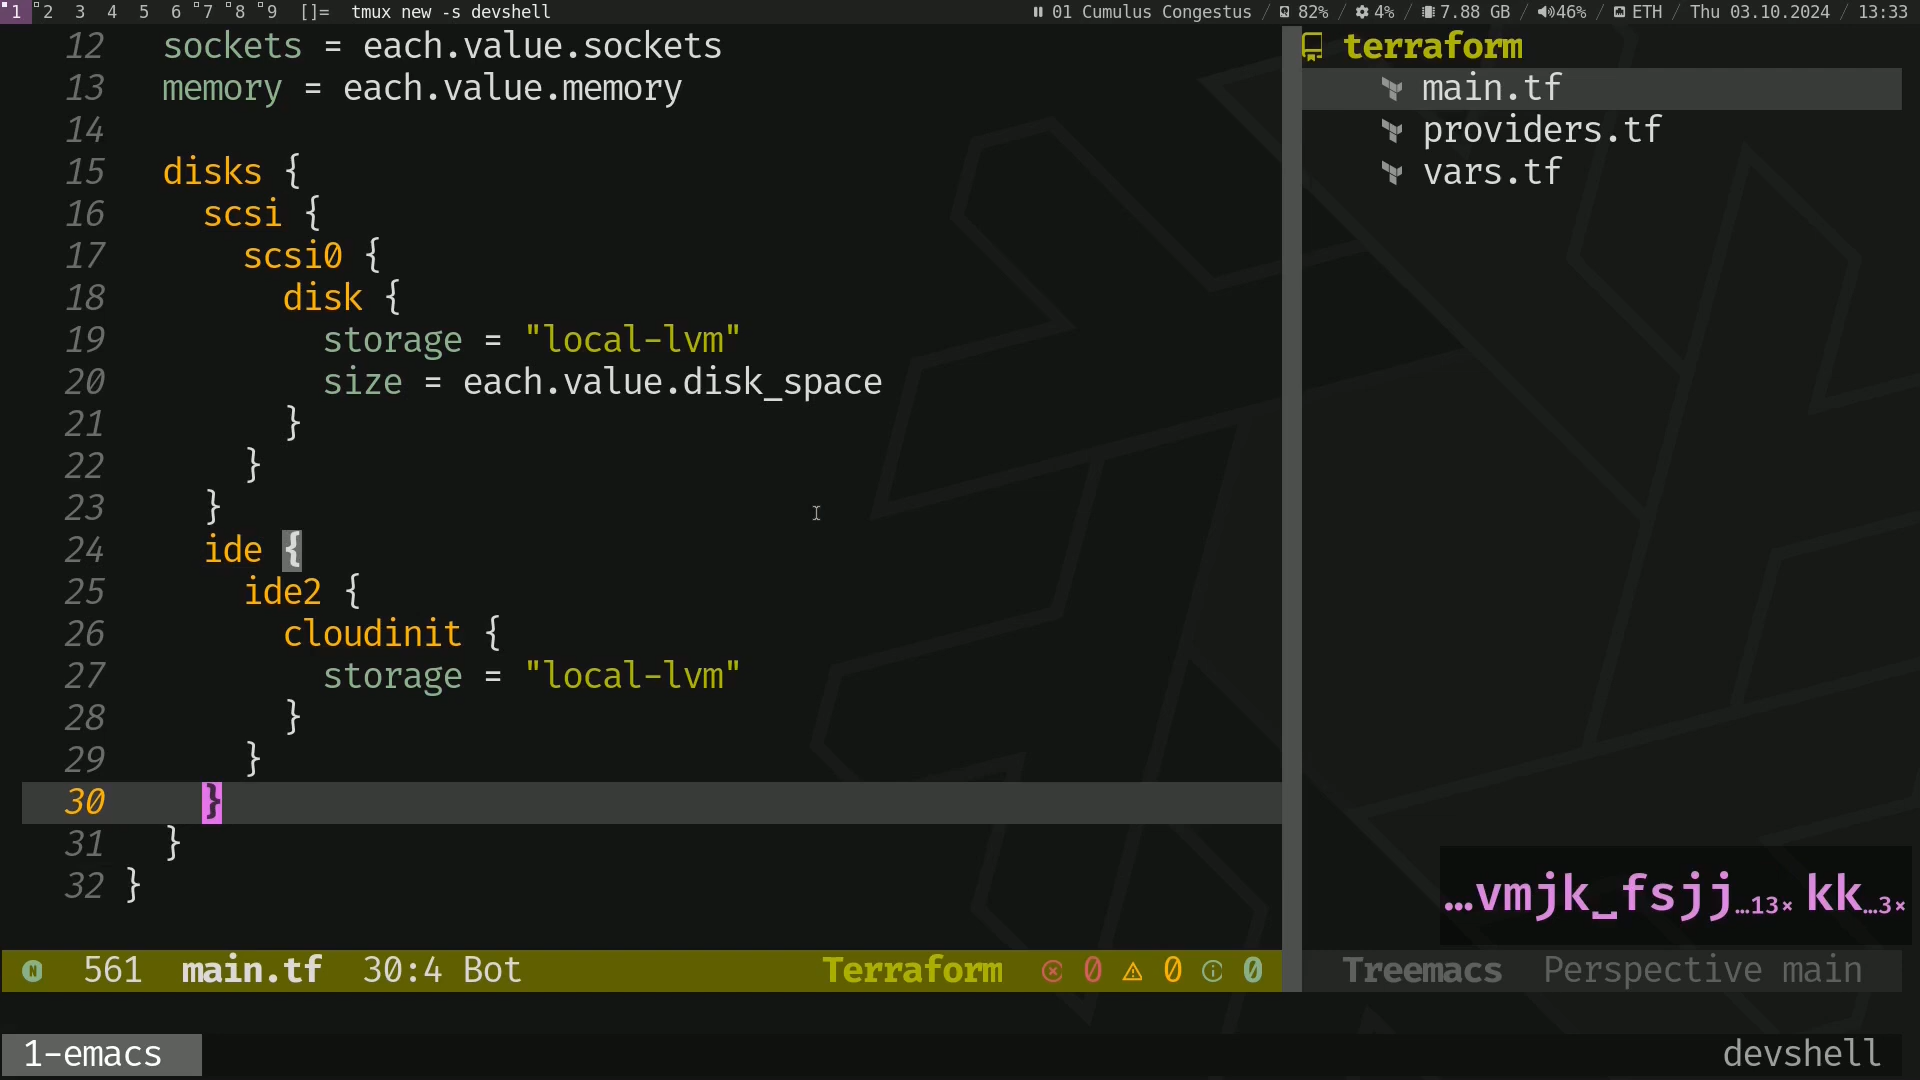 1 2 3 4 5 6 7 8 9 []= tmux new -s devshell 01 Cumulus Congestus / 82% / 4% / 7.88 GB / 46% / ETH / Thu 03.10.2024 / 13:33
12 sockets = each.value.sockets
13 memory = each.value.memory
14
15 disks {
16 scsi {
17 scsi0 {
18 disk {
19 storage = "local-lvm"
20 size = each.value.disk_space
21 }
22 }
23 }
24 ide {
25 ide2 {
26 cloudinit {
27 storage = "local-lvm"
28 }
29 }
30 }
31 }
32 }
terraform
main.tf
providers.tf
vars.tf
…vmjk␣fsjj…13× kk…3×
N 561 main.tf 30:4 Bot Terraform 0 0 0
Treemacs Perspective main
1-emacs devshell